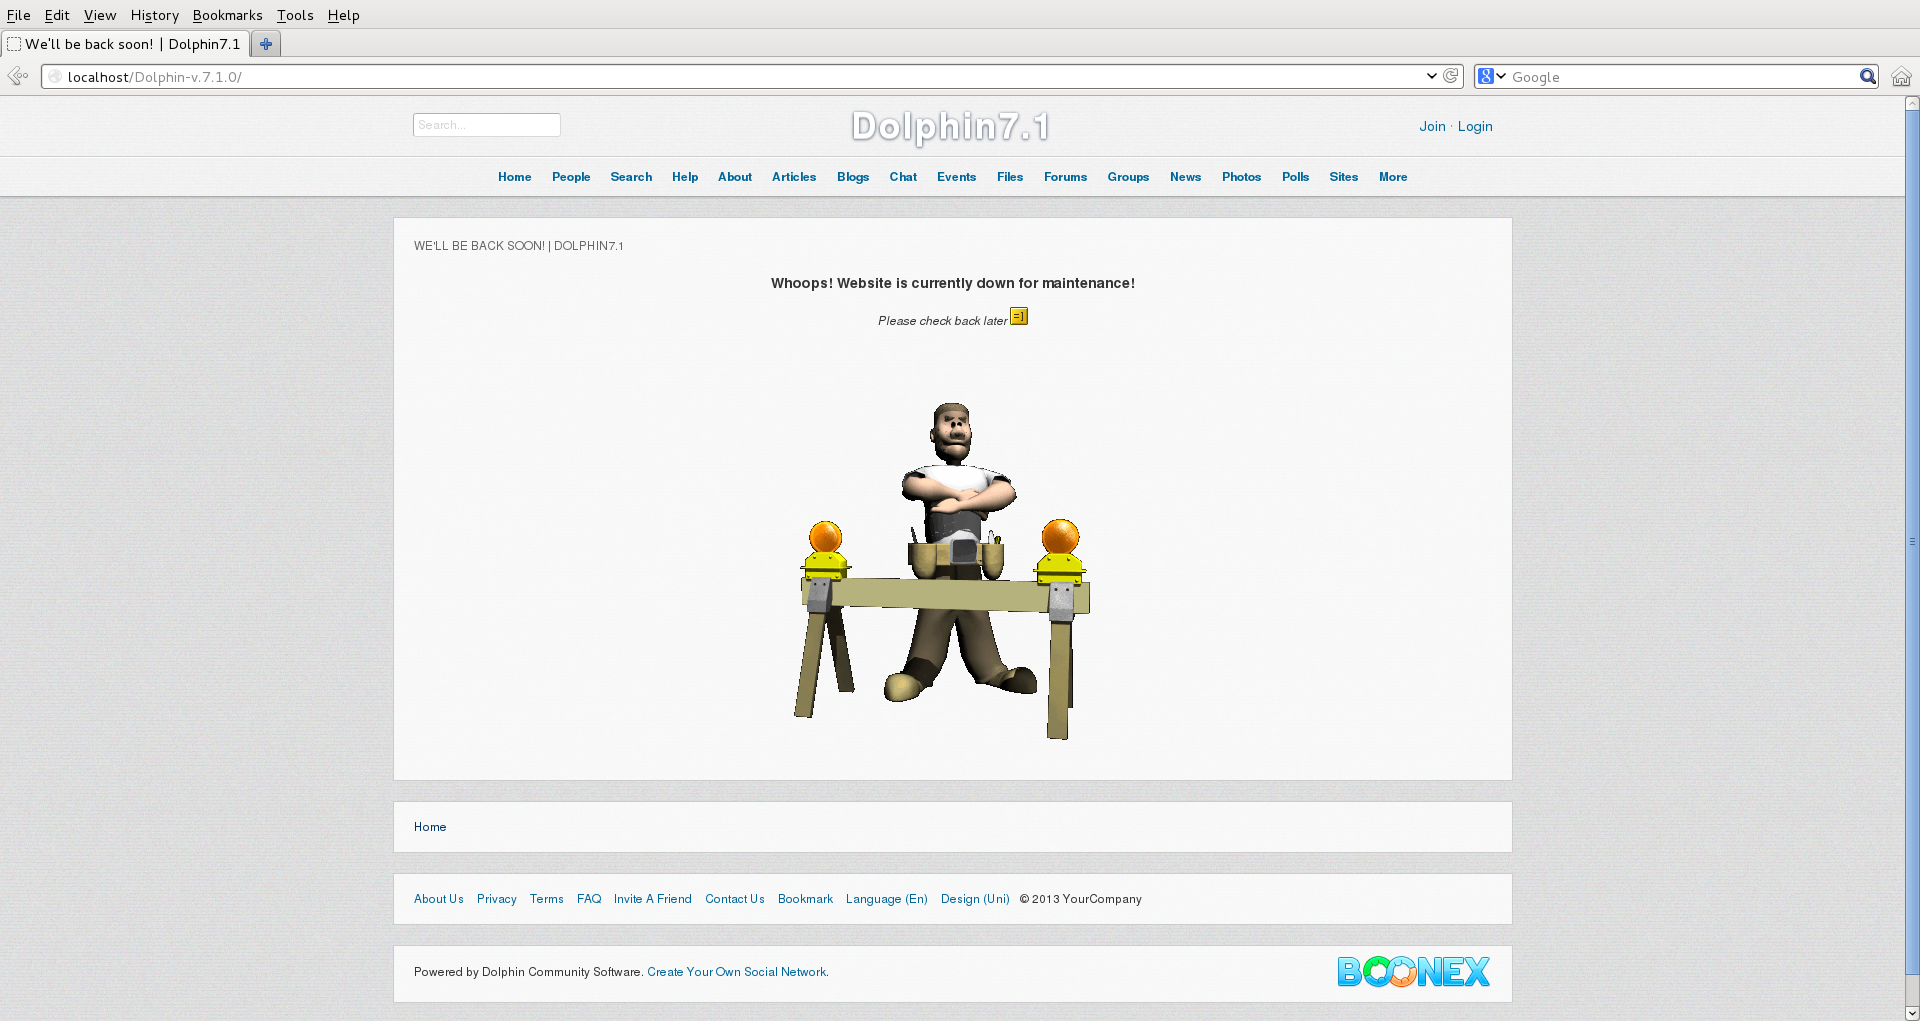 File Edit View History Bookmarks Tools Help
We'll be back soon! | Dolphin7.1
localhost/Dolphin-v.7.1.0/
Google
Search...
Dolphin7.1
Join · Login
Home People Search Help About Articles Blogs Chat Events Files Forums Groups News Photos Polls Sites More
WE'LL BE BACK SOON! | DOLPHIN7.1
Whoops! Website is currently down for maintenance!
Please check back later =]
Home
About Us Privacy Terms FAQ Invite A Friend Contact Us Bookmark Language (En) Design (Uni) © 2013 YourCompany
Powered by Dolphin Community Software. Create Your Own Social Network.
BOONEX